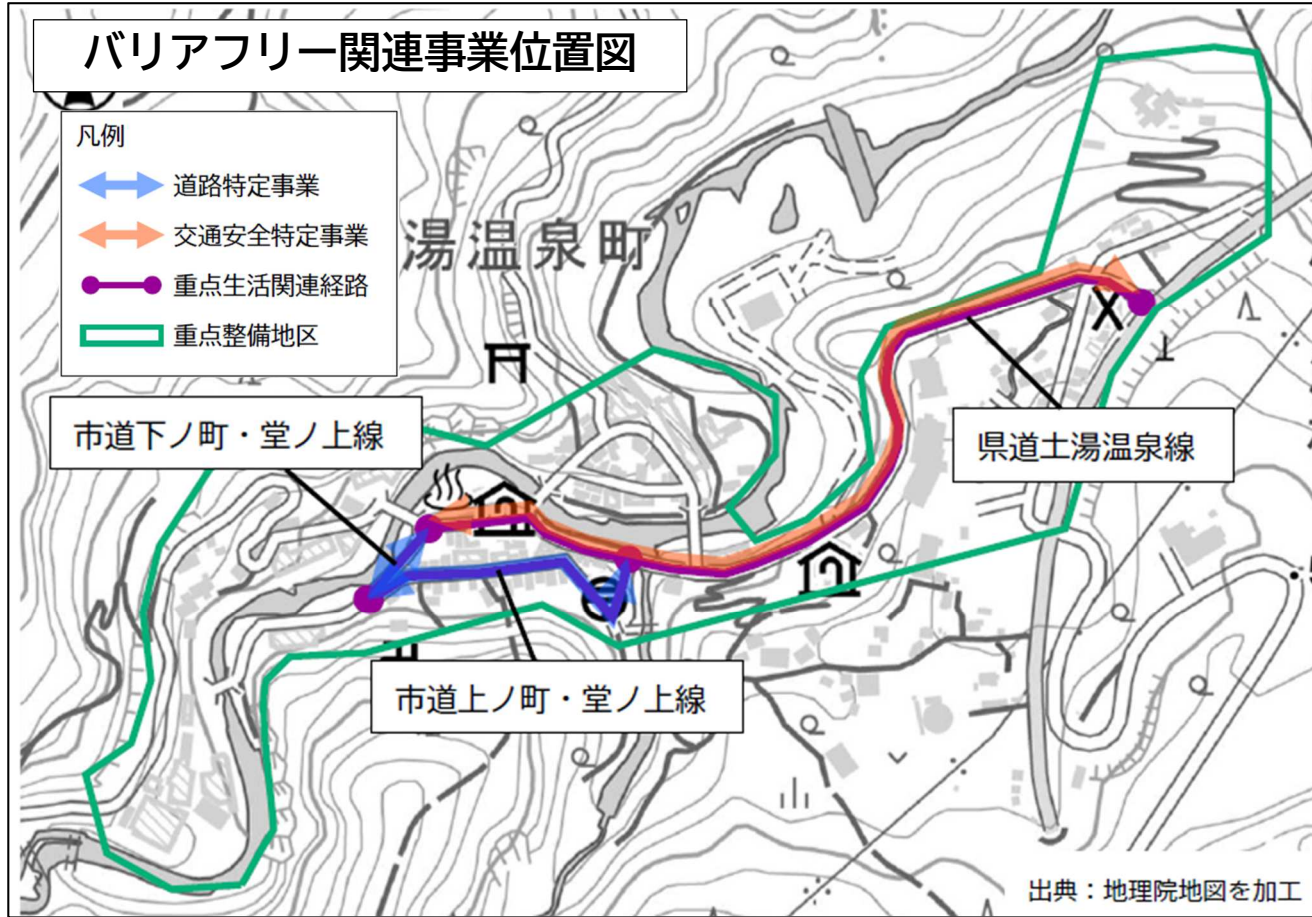 バリアフリー関連事業位置図
凡例
道路特定事業
交通安全特定事業
重点生活関連経路
重点整備地区
湯温泉町
市道下ノ町・堂ノ上線
県道土湯温泉線
市道上ノ町・堂ノ上線
出典：地理院地図を加工